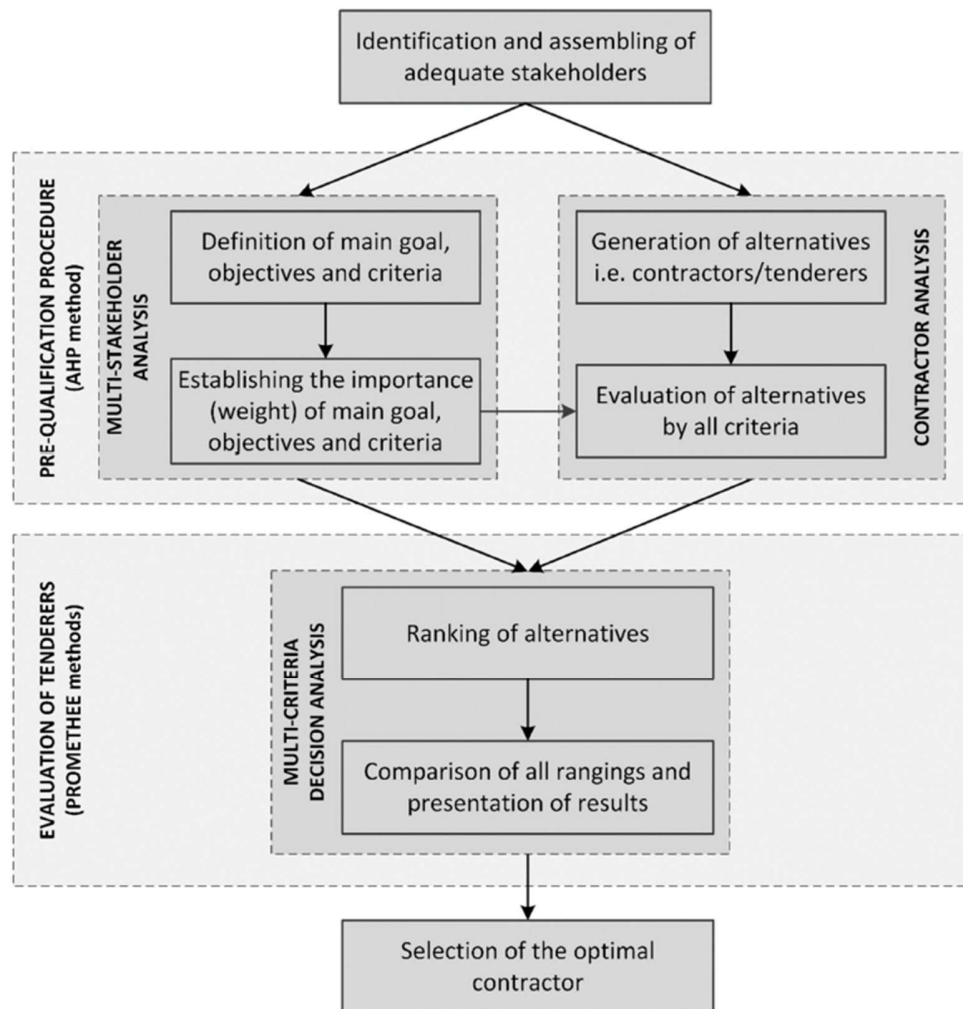 Identification and assembling of
adequate stakeholders
PRE-QUALIFICATION PROCEDURE
(AHP method)
MULTI-STAKEHOLDER
ANALYSIS
Definition of main goal,
objectives and criteria
Establishing the importance
(weight) of main goal,
objectives and criteria
Generation of alternatives
i.e. contractors/tenderers
Evaluation of alternatives
by all criteria
CONTRACTOR ANALYSIS
EVALUATION OF TENDERERS
(PROMETHEE methods)
MULTI-CRITERIA
DECISION ANALYSIS
Ranking of alternatives
Comparison of all rangings and
presentation of results
Selection of the optimal
contractor